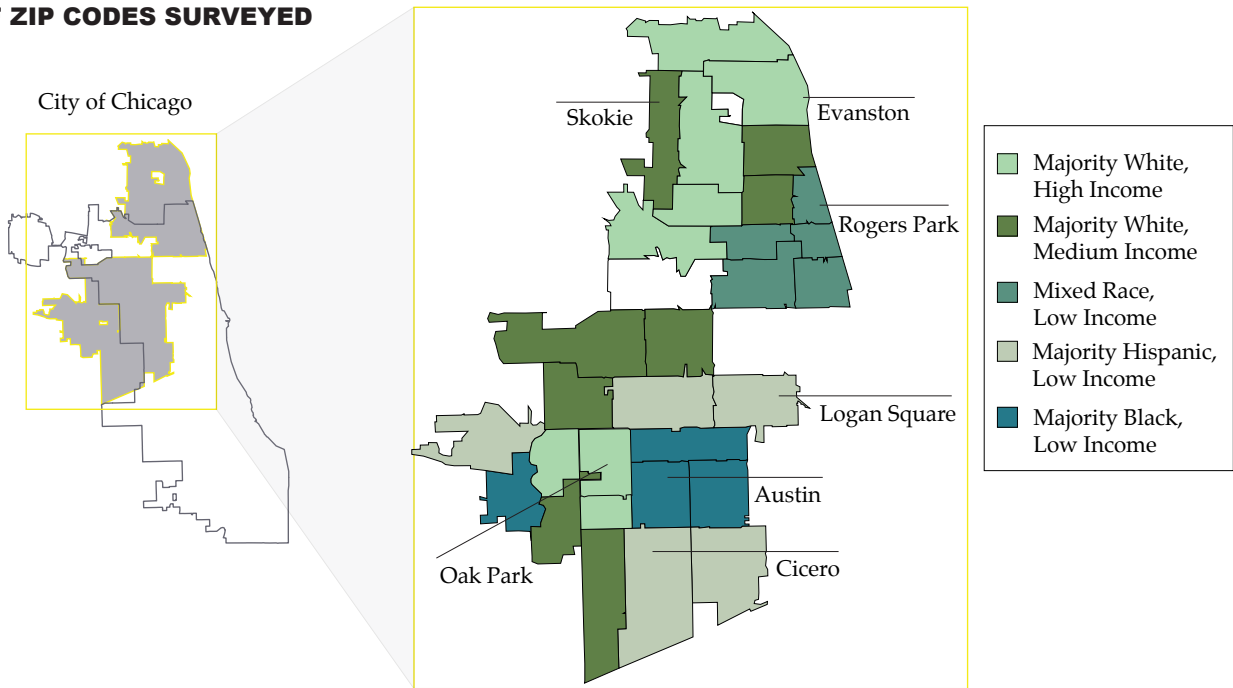 ZIP CODES SURVEYED
City of Chicago
Skokie
Evanston
Rogers Park
Logan Square
Austin
Oak Park
Cicero
Majority White,
High Income
Majority White,
Medium Income
Mixed Race,
Low Income
Majority Hispanic,
Low Income
Majority Black,
Low Income